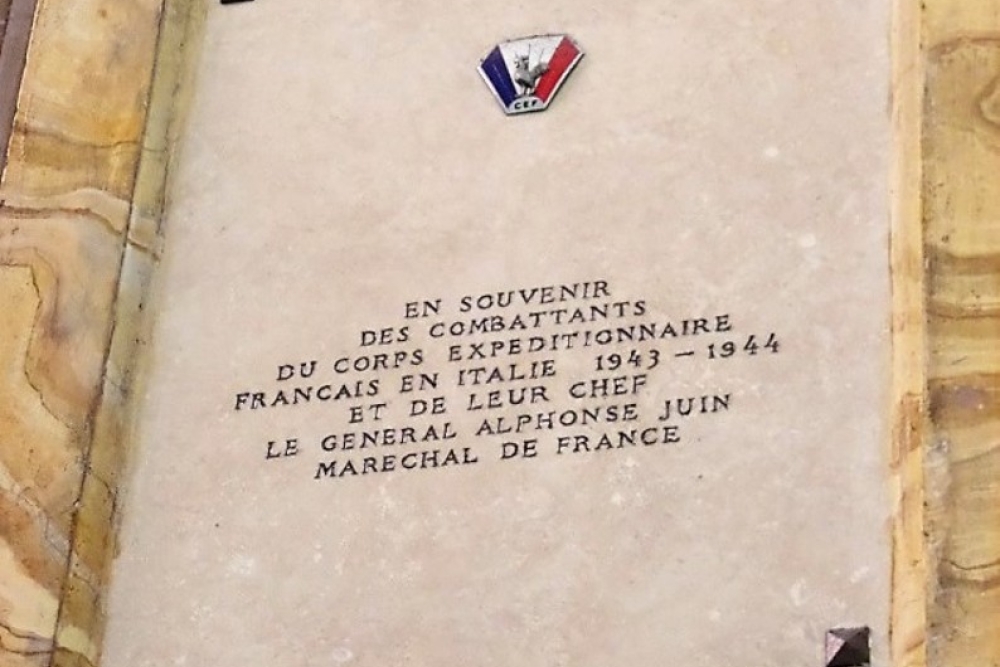 CEF
EN SOUVENIR
DES COMBATTANTS
DU CORPS EXPEDITIONNAIRE
FRANCAIS EN ITALIE 1943 – 1944
ET DE LEUR CHEF
LE GENERAL ALPHONSE JUIN
MARECHAL DE FRANCE